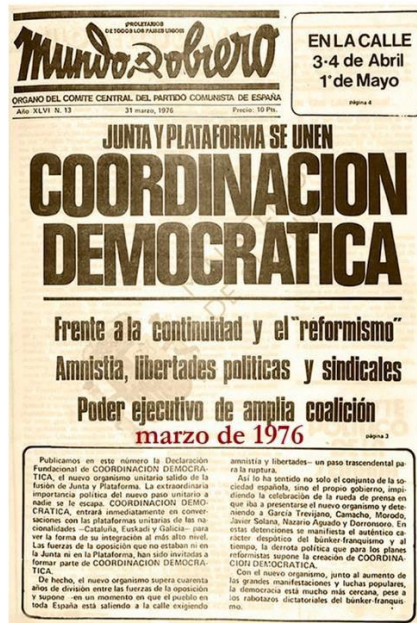 ¡PROLETARIOS
DE TODOS LOS PAISES UNIOS!
Mundo obrero
ORGANO DEL COMITE CENTRAL DEL PARTIDO COMUNISTA DE ESPAÑA
Año XLVI N. 13 31 marzo, 1976 Precio: 10 Pts.
EN LA CALLE
3-4 de Abril
1º de Mayo
página 4
JUNTA Y PLATAFORMA SE UNEN
COORDINACION
DEMOCRATICA
Frente a la continuidad y el "reformismo"
Amnistia, libertades politicas y sindicales
Poder ejecutivo de amplia coalición
página 3
marzo de 1976
Publicamos en este número la Declaración
Fundacional de COORDINACION DEMOCRA-
TICA, el nuevo organismo unitario salido de la
fusión de Junta y Plataforma. La extraordinaria
importancia política del nuevo paso unitario a
nadie se le escapa. COORDINACION DEMO-
CRATICA, entrará inmediatamente en conver-
saciones con las plataformas unitarias de las na-
cionalidades -Cataluña, Euskadi y Galicia- para
ver la forma de su integración al más alto nivel.
Las fuerzas de la oposición que no estaban ni en
la Junta ni en la Plataforma, han sido invitadas a
formar parte de COORDINACION DEMOCRA-
TICA.
De hecho, el nuevo organismo supera cuarenta
años de división entre las fuerzas de la oposición
y supone -en un momento en que el pueblo en
toda España está saliendo a la calle exigiendo
amnistía y libertades- un paso trascendental pa-
ra la ruptura.
Así lo ha sentido no solo el conjunto de la so-
ciedad española, sino el propio gobierno, impi-
diendo la celebración de la rueda de prensa en
que iba a presentarse el nuevo organismo y dete-
niendo a García Trevijano, Camacho, Morodo,
Javier Solana, Nazario Aguado y Dorronsoro. En
estas detenciones se manifiesta el auténtico ca-
rácter despótico del búnker-franquismo y, al
tiempo, la derrota política que para los planes
reformistas supone la creación de COORDINA-
CION DEMOCRATICA.
Con el nuevo organismo, junto al aumento de
las grandes manifestaciones y luchas populares,
la democracia está mucho más cercana, pese a
los rabotazos dictatoriales del búnker-franquis-
mo.